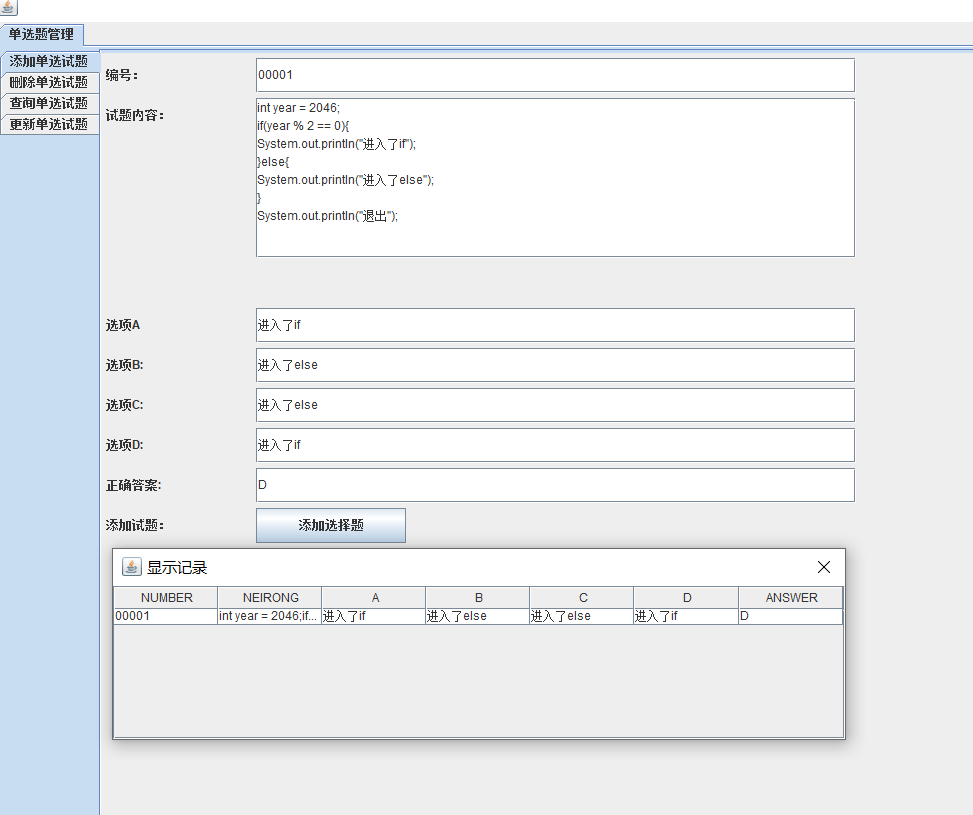 单选题管理
添加单选试题
删除单选试题
查询单选试题
更新单选试题
编号：
00001
试题内容：
int year = 2046;
if(year % 2 == 0){
System.out.println("进入了if");
}else{
System.out.println("进入了else");
}
System.out.println("退出");
选项A
进入了if
选项B:
进入了else
选项C:
进入了else
选项D:
进入了if
正确答案:
D
添加试题：
添加选择题
显示记录
NUMBER NEIRONG A B C D ANSWER
00001 int year = 2046;if... 进入了if 进入了else 进入了else 进入了if D